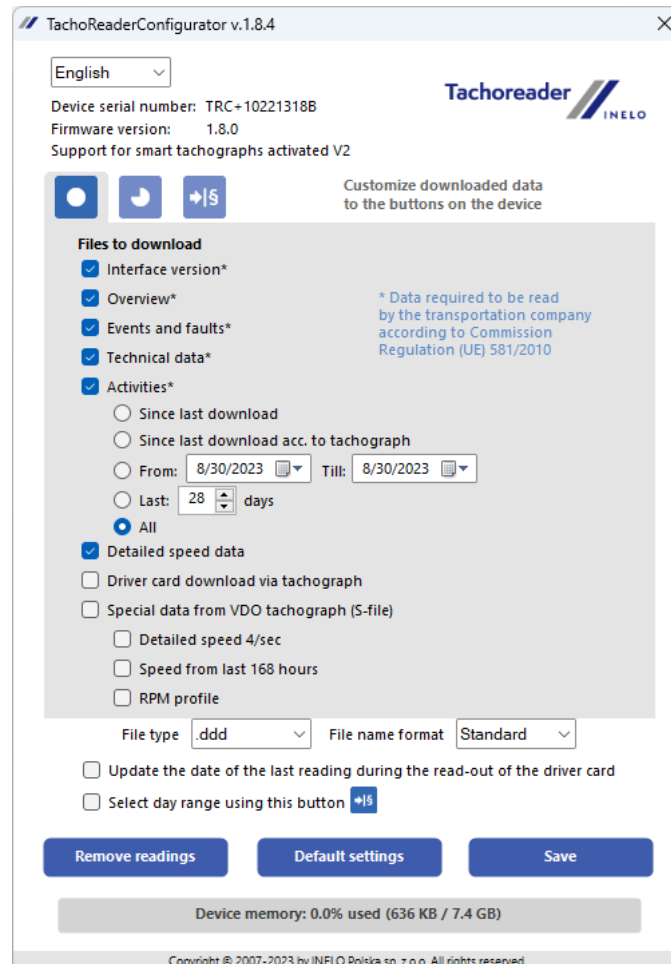 TachoReaderConfigurator v.1.8.4
English
Tachoreader
INELO
Device serial number: TRC+10221318B
Firmware version: 1.8.0
Support for smart tachographs activated V2
Customize downloaded data
to the buttons on the device
Files to download
Interface version*
Overview*
Events and faults*
Technical data*
* Data required to be read
by the transportation company
according to Commission
Regulation (UE) 581/2010
Activities*
Since last download
Since last download acc. to tachograph
From: 8/30/2023 Till: 8/30/2023
Last: 28 days
All
Detailed speed data
Driver card download via tachograph
Special data from VDO tachograph (S-file)
Detailed speed 4/sec
Speed from last 168 hours
RPM profile
File type .ddd File name format Standard
Update the date of the last reading during the read-out of the driver card
Select day range using this button
Remove readings Default settings Save
Device memory: 0.0% used (636 KB / 7.4 GB)
Copyright © 2007-2023 by INELO Polska sp. z o.o. All rights reserved